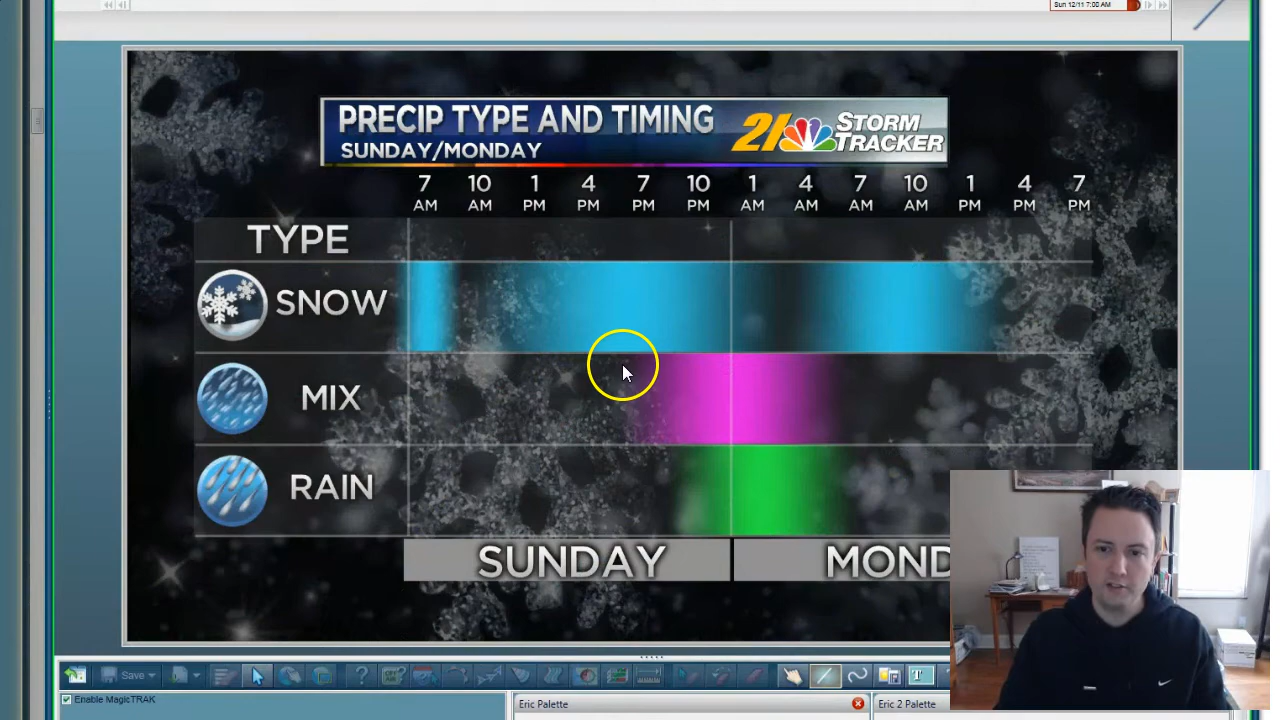 Sun 12/11 7:00 AM
PRECIP TYPE AND TIMING
SUNDAY/MONDAY
21 STORM TRACKER
7 AM 10 AM 1 PM 4 PM 7 PM 10 PM 1 AM 4 AM 7 AM 10 AM 1 PM 4 PM 7 PM
TYPE
SNOW
MIX
RAIN
SUNDAY MOND
Save
Enable MagicTRAK
Eric Palette
Eric 2 Palette